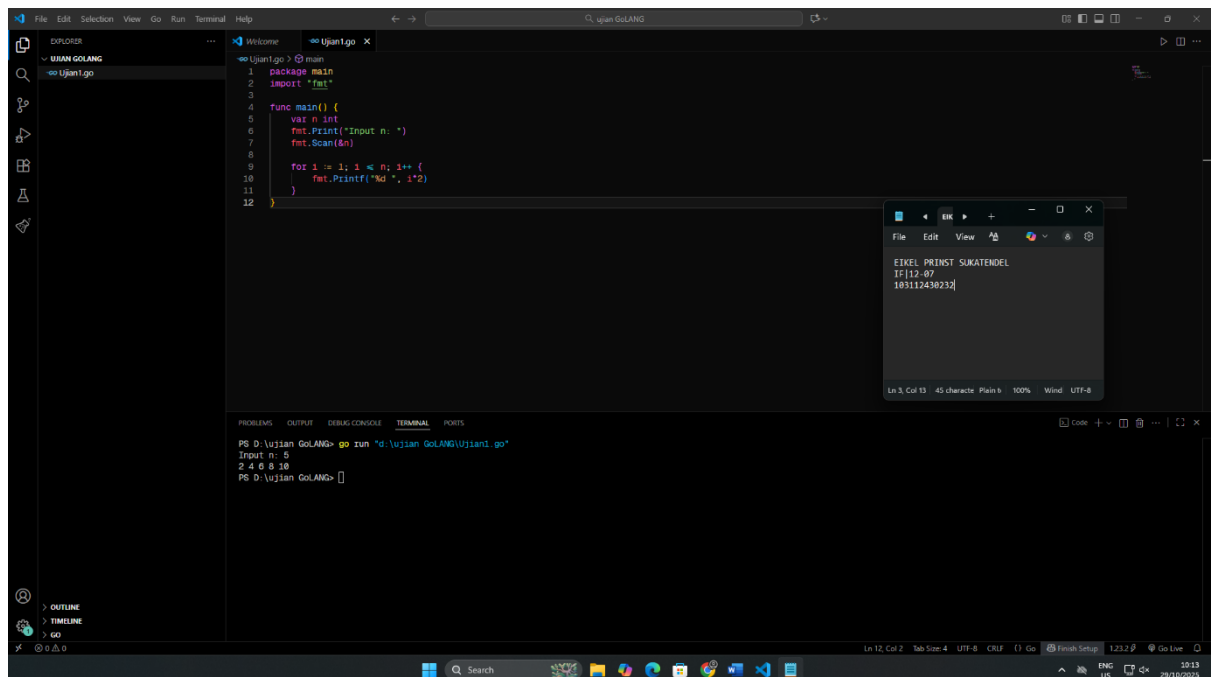 File Edit Selection View Go Run Terminal Help
ujian GoLANG
EXPLORER
UJIAN GOLANG
Ujian1.go
Welcome
Ujian1.go
Ujian1.go > main
1 package main
2 import "fmt"
3
4 func main() {
5 var n int
6 fmt.Print("Input n: ")
7 fmt.Scan(&n)
8
9 for i := 1; i <= n; i++ {
10 fmt.Printf("%d ", i*2)
11 }
12 }
EIK
File Edit View
EIKEL PRINST SUKATENDEL
IF|12-07
103112430232
Ln 3, Col 13 45 characte Plain t 100% Wind UTF-8
PROBLEMS OUTPUT DEBUG CONSOLE TERMINAL PORTS
Code
PS D:\ujian GoLANG> go run "d:\ujian GoLANG\Ujian1.go"
Input n: 5
2 4 6 8 10
PS D:\ujian GoLANG>
OUTLINE
TIMELINE
GO
0 0
Ln 12, Col 2 Tab Size: 4 UTF-8 CRLF {} Go Finish Setup 1.23.2 Go Live
Search
ENG
US
10:13
29/10/2025